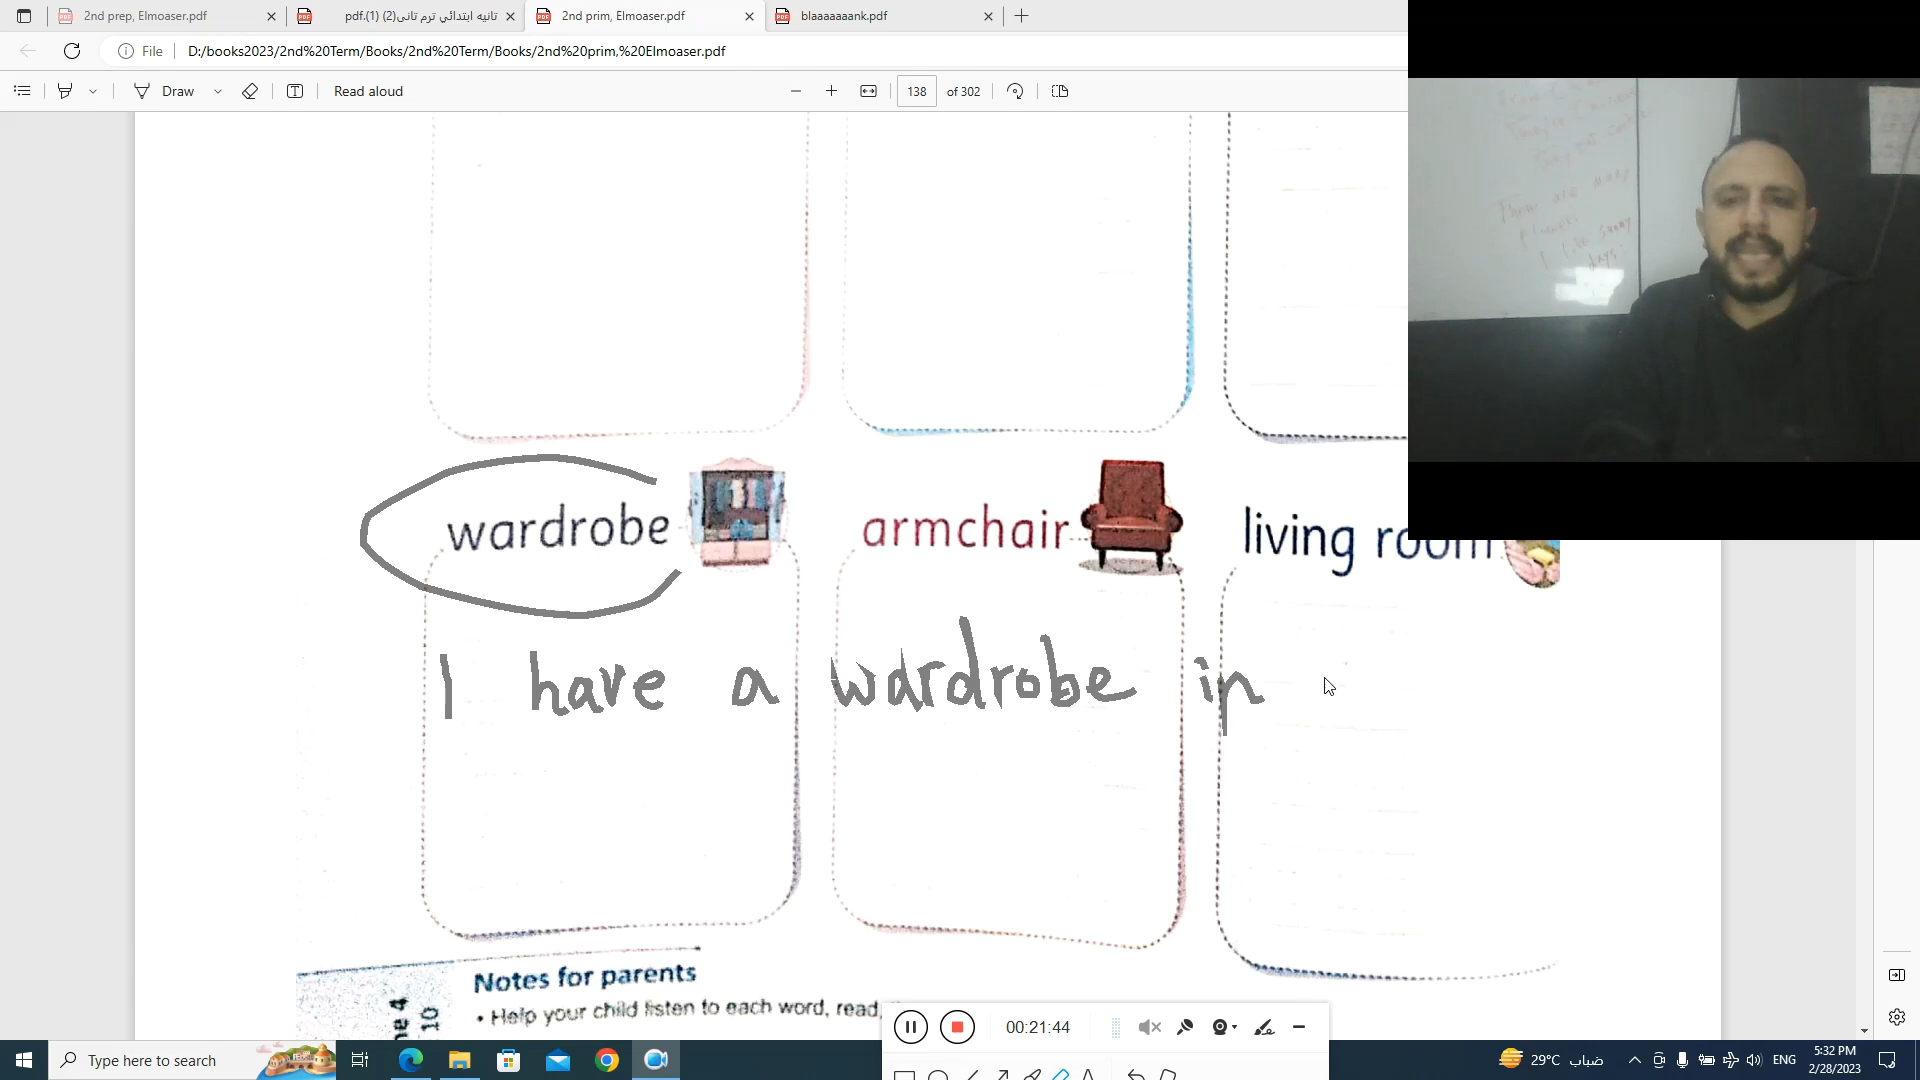 2nd prep, Elmoaser.pdf
تانيه ابتدائي ترم تانى(2) (1).pdf
2nd prim, Elmoaser.pdf
blaaaaaaank.pdf
File
D:/books2023/2nd%20Term/Books/2nd%20Term/Books/2nd%20prim,%20Elmoaser.pdf
Draw
Read aloud
138 of 302
wardrobe
armchair
living room
I have a wardrobe in
Notes for parents
• Help your child listen to each word, read,
10
00:21:44
Type here to search
29°C ضباب
ENG
5:32 PM
2/28/2023